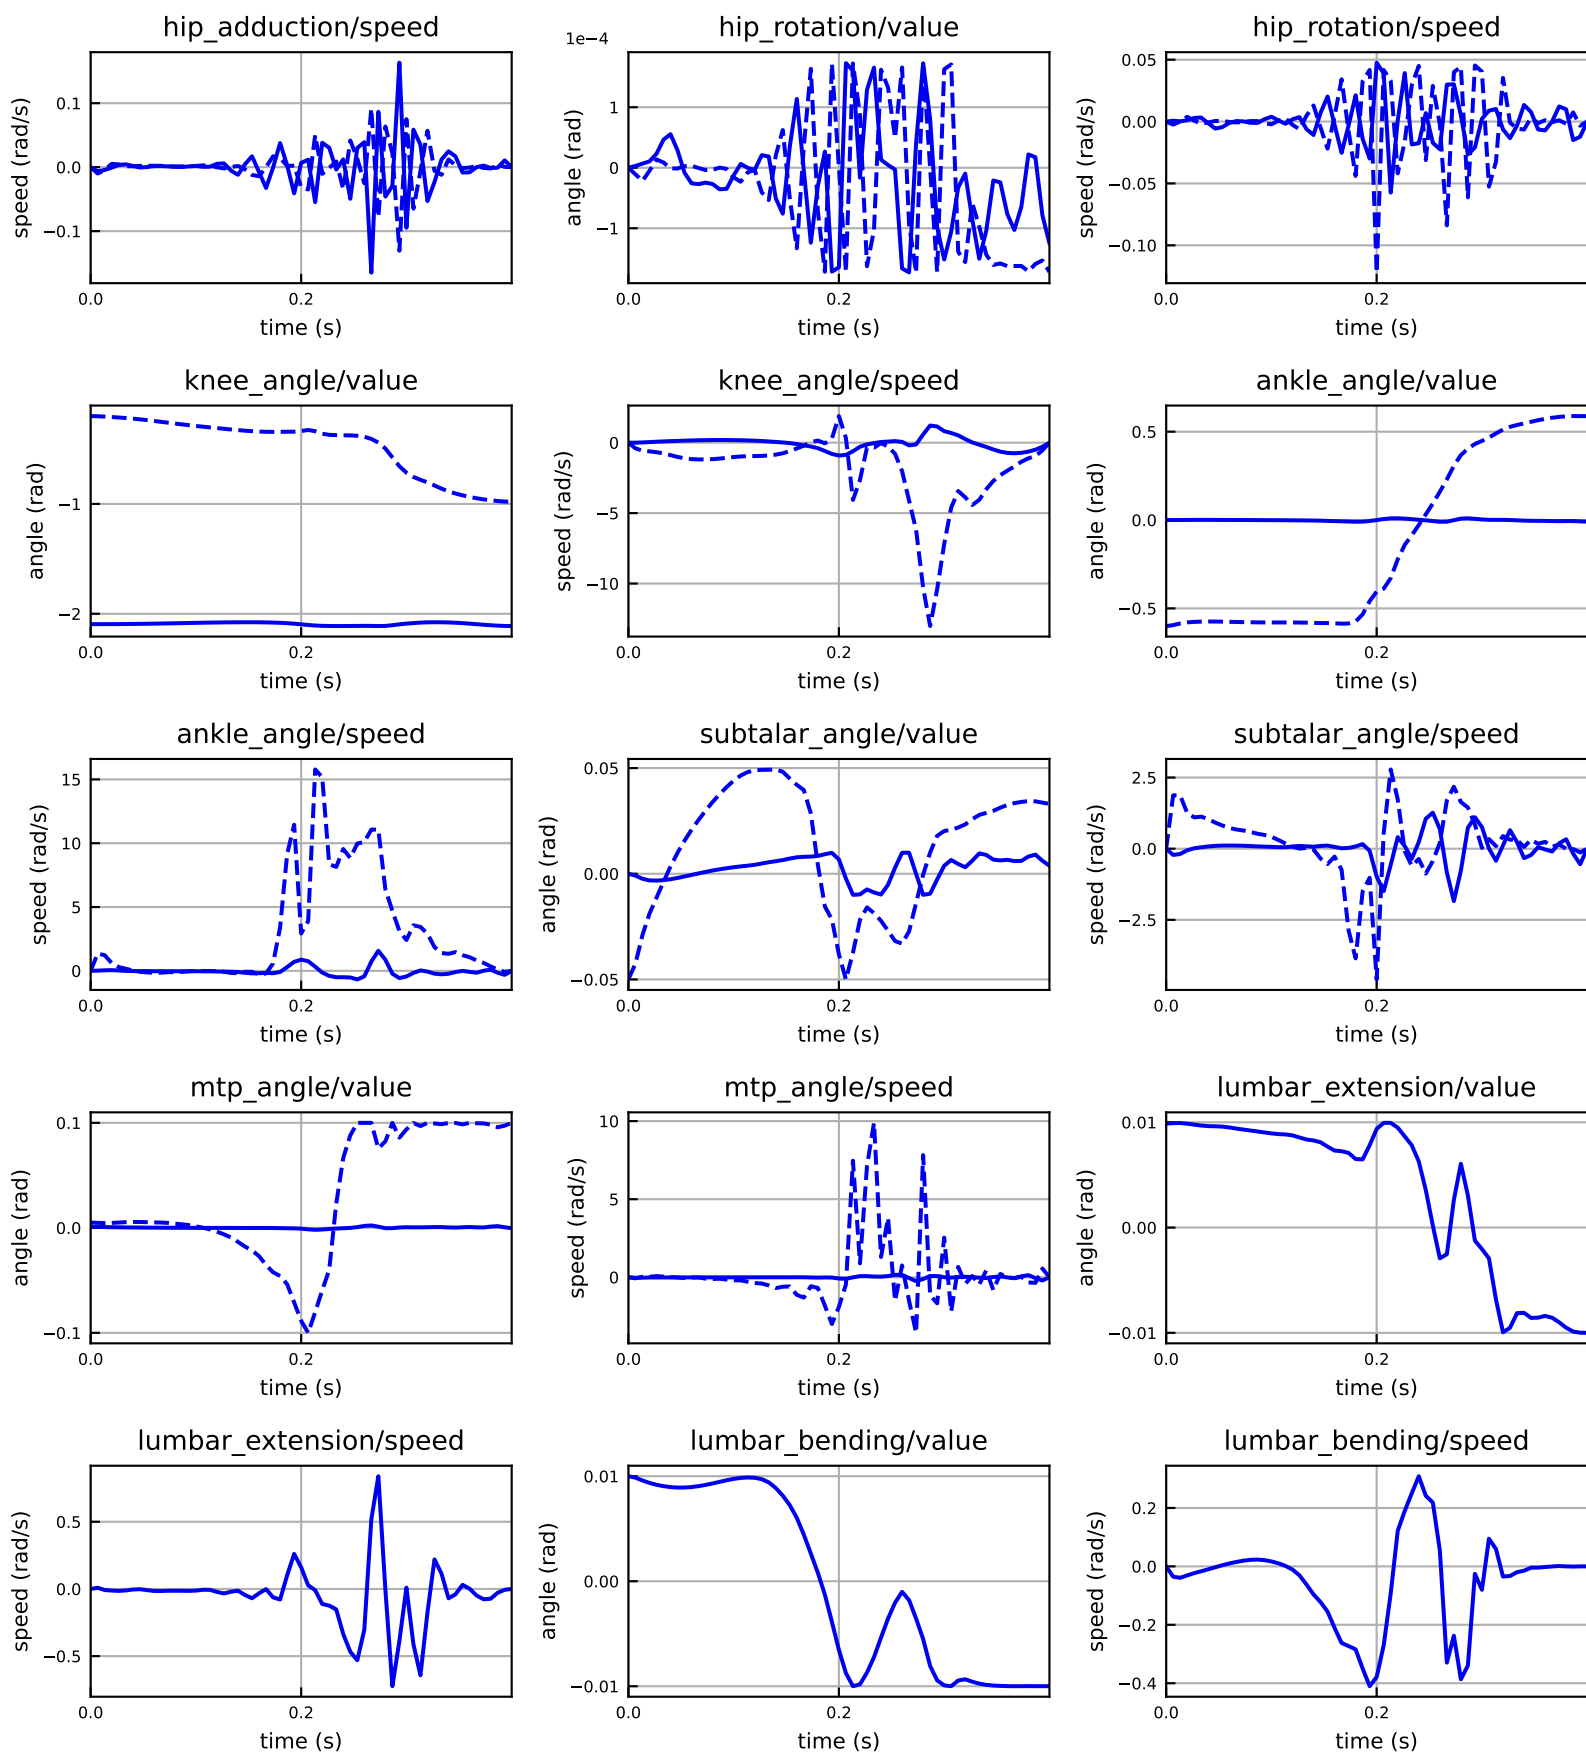 hip_adduction/speed
speed (rad/s)
0.1
0.0
−0.1
0.0
0.2
time (s)
hip_rotation/value
1e−4
angle (rad)
1
0
−1
0.0
0.2
time (s)
hip_rotation/speed
speed (rad/s)
0.05
0.00
−0.05
−0.10
0.0
0.2
time (s)
knee_angle/value
angle (rad)
−1
−2
0.0
0.2
time (s)
knee_angle/speed
speed (rad/s)
0
−5
−10
0.0
0.2
time (s)
ankle_angle/value
angle (rad)
0.5
0.0
−0.5
0.0
0.2
time (s)
ankle_angle/speed
speed (rad/s)
15
10
5
0
0.0
0.2
time (s)
subtalar_angle/value
angle (rad)
0.05
0.00
−0.05
0.0
0.2
time (s)
subtalar_angle/speed
speed (rad/s)
2.5
0.0
−2.5
0.0
0.2
time (s)
mtp_angle/value
angle (rad)
0.1
0.0
−0.1
0.0
0.2
time (s)
mtp_angle/speed
speed (rad/s)
10
5
0
0.0
0.2
time (s)
lumbar_extension/value
angle (rad)
0.01
0.00
−0.01
0.0
0.2
time (s)
lumbar_extension/speed
speed (rad/s)
0.5
0.0
−0.5
0.0
0.2
time (s)
lumbar_bending/value
angle (rad)
0.01
0.00
−0.01
0.0
0.2
time (s)
lumbar_bending/speed
speed (rad/s)
0.2
0.0
−0.2
−0.4
0.0
0.2
time (s)